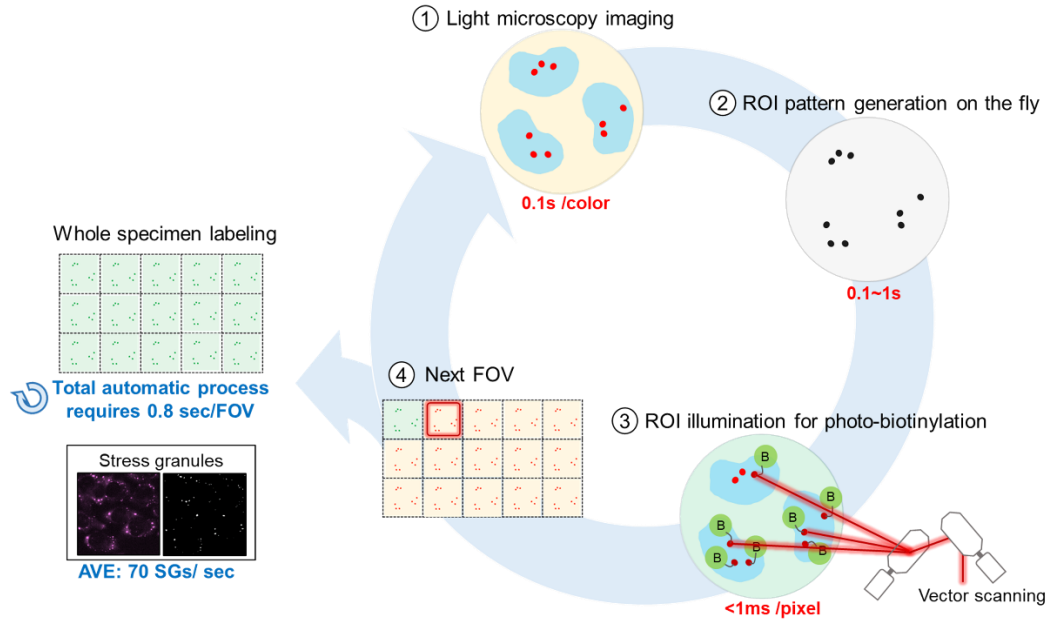 ① Light microscopy imaging
0.1s /color
② ROI pattern generation on the fly
0.1~1s
③ ROI illumination for photo-biotinylation
B
B
B
B
B
B
B
<1ms /pixel
Vector scanning
④ Next FOV
Whole specimen labeling
Total automatic process
requires 0.8 sec/FOV
Stress granules
AVE: 70 SGs/ sec